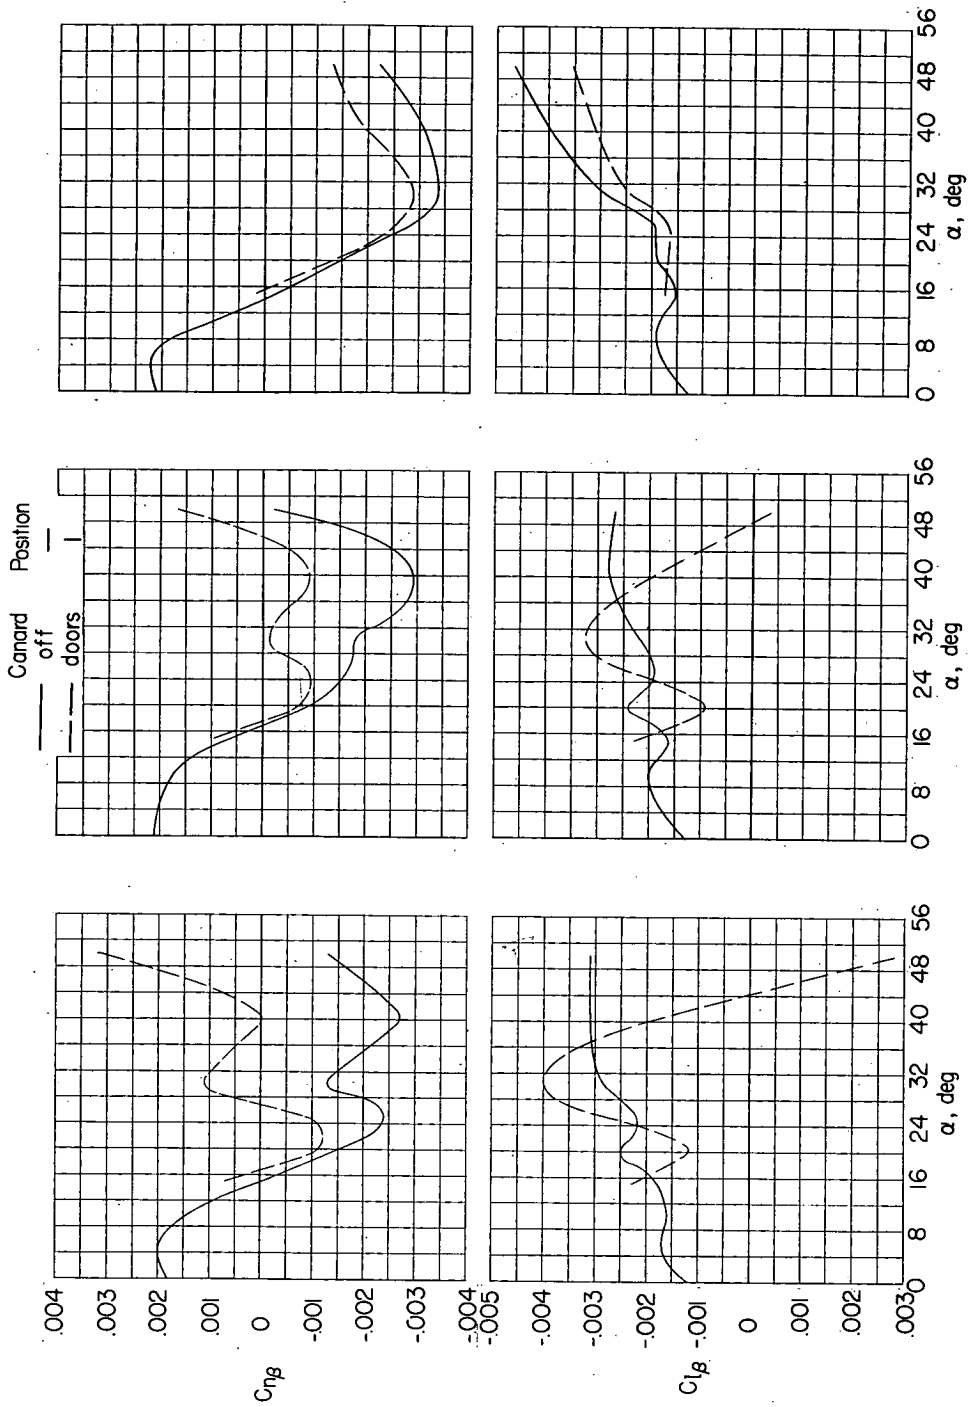 Canard Position
off —
doors I
.004
.003
.002
.001
0
-.001
-.002
-.003
-.004
Cnβ
-.005
-.004
-.003
-.002
-.001
0
.001
.002
.003
Clβ
0 8 16 24 32 40 48 56
α, deg
0 8 16 24 32 40 48 56
α, deg
0 8 16 24 32 40 48 56
α, deg